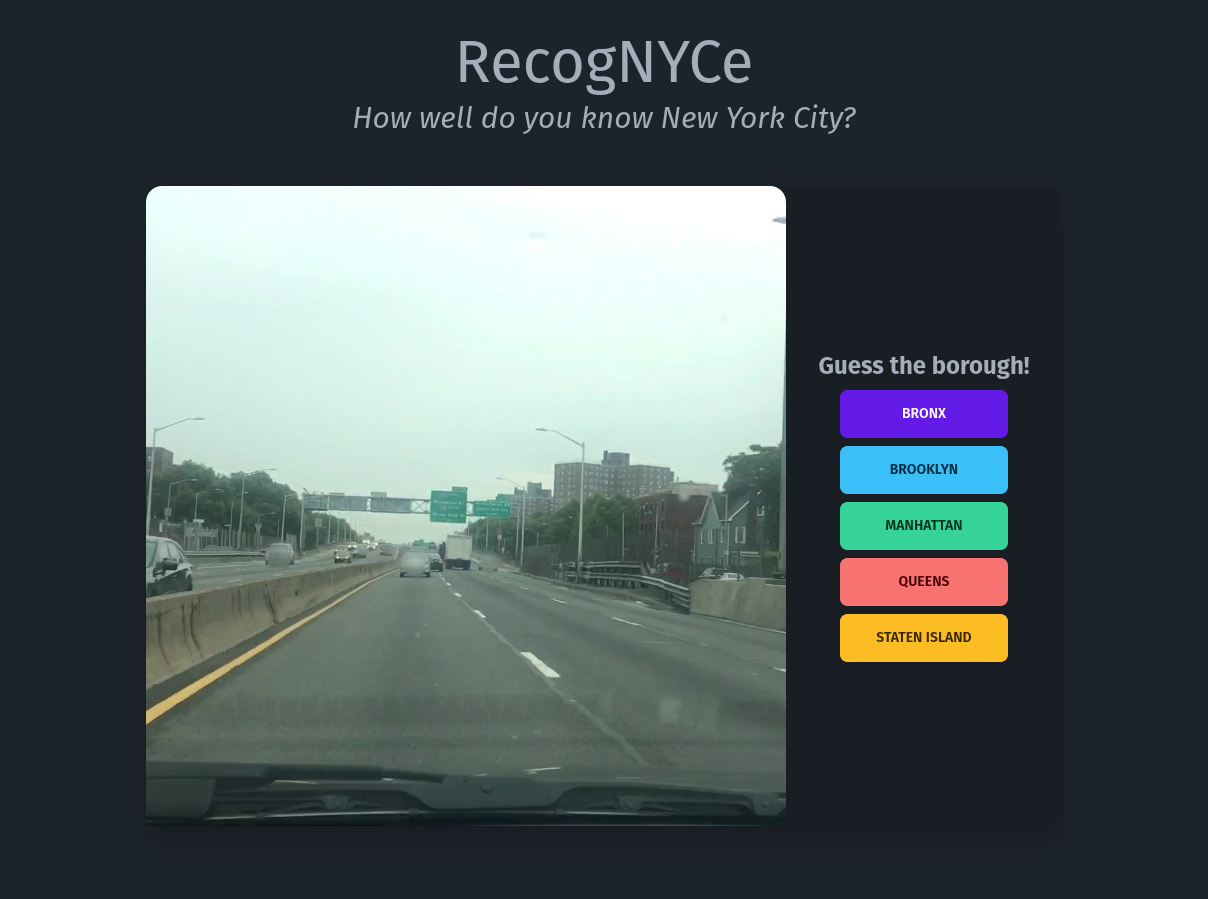 RecogNYCe
How well do you know New York City?
Guess the borough!
BRONX
BROOKLYN
MANHATTAN
QUEENS
STATEN ISLAND